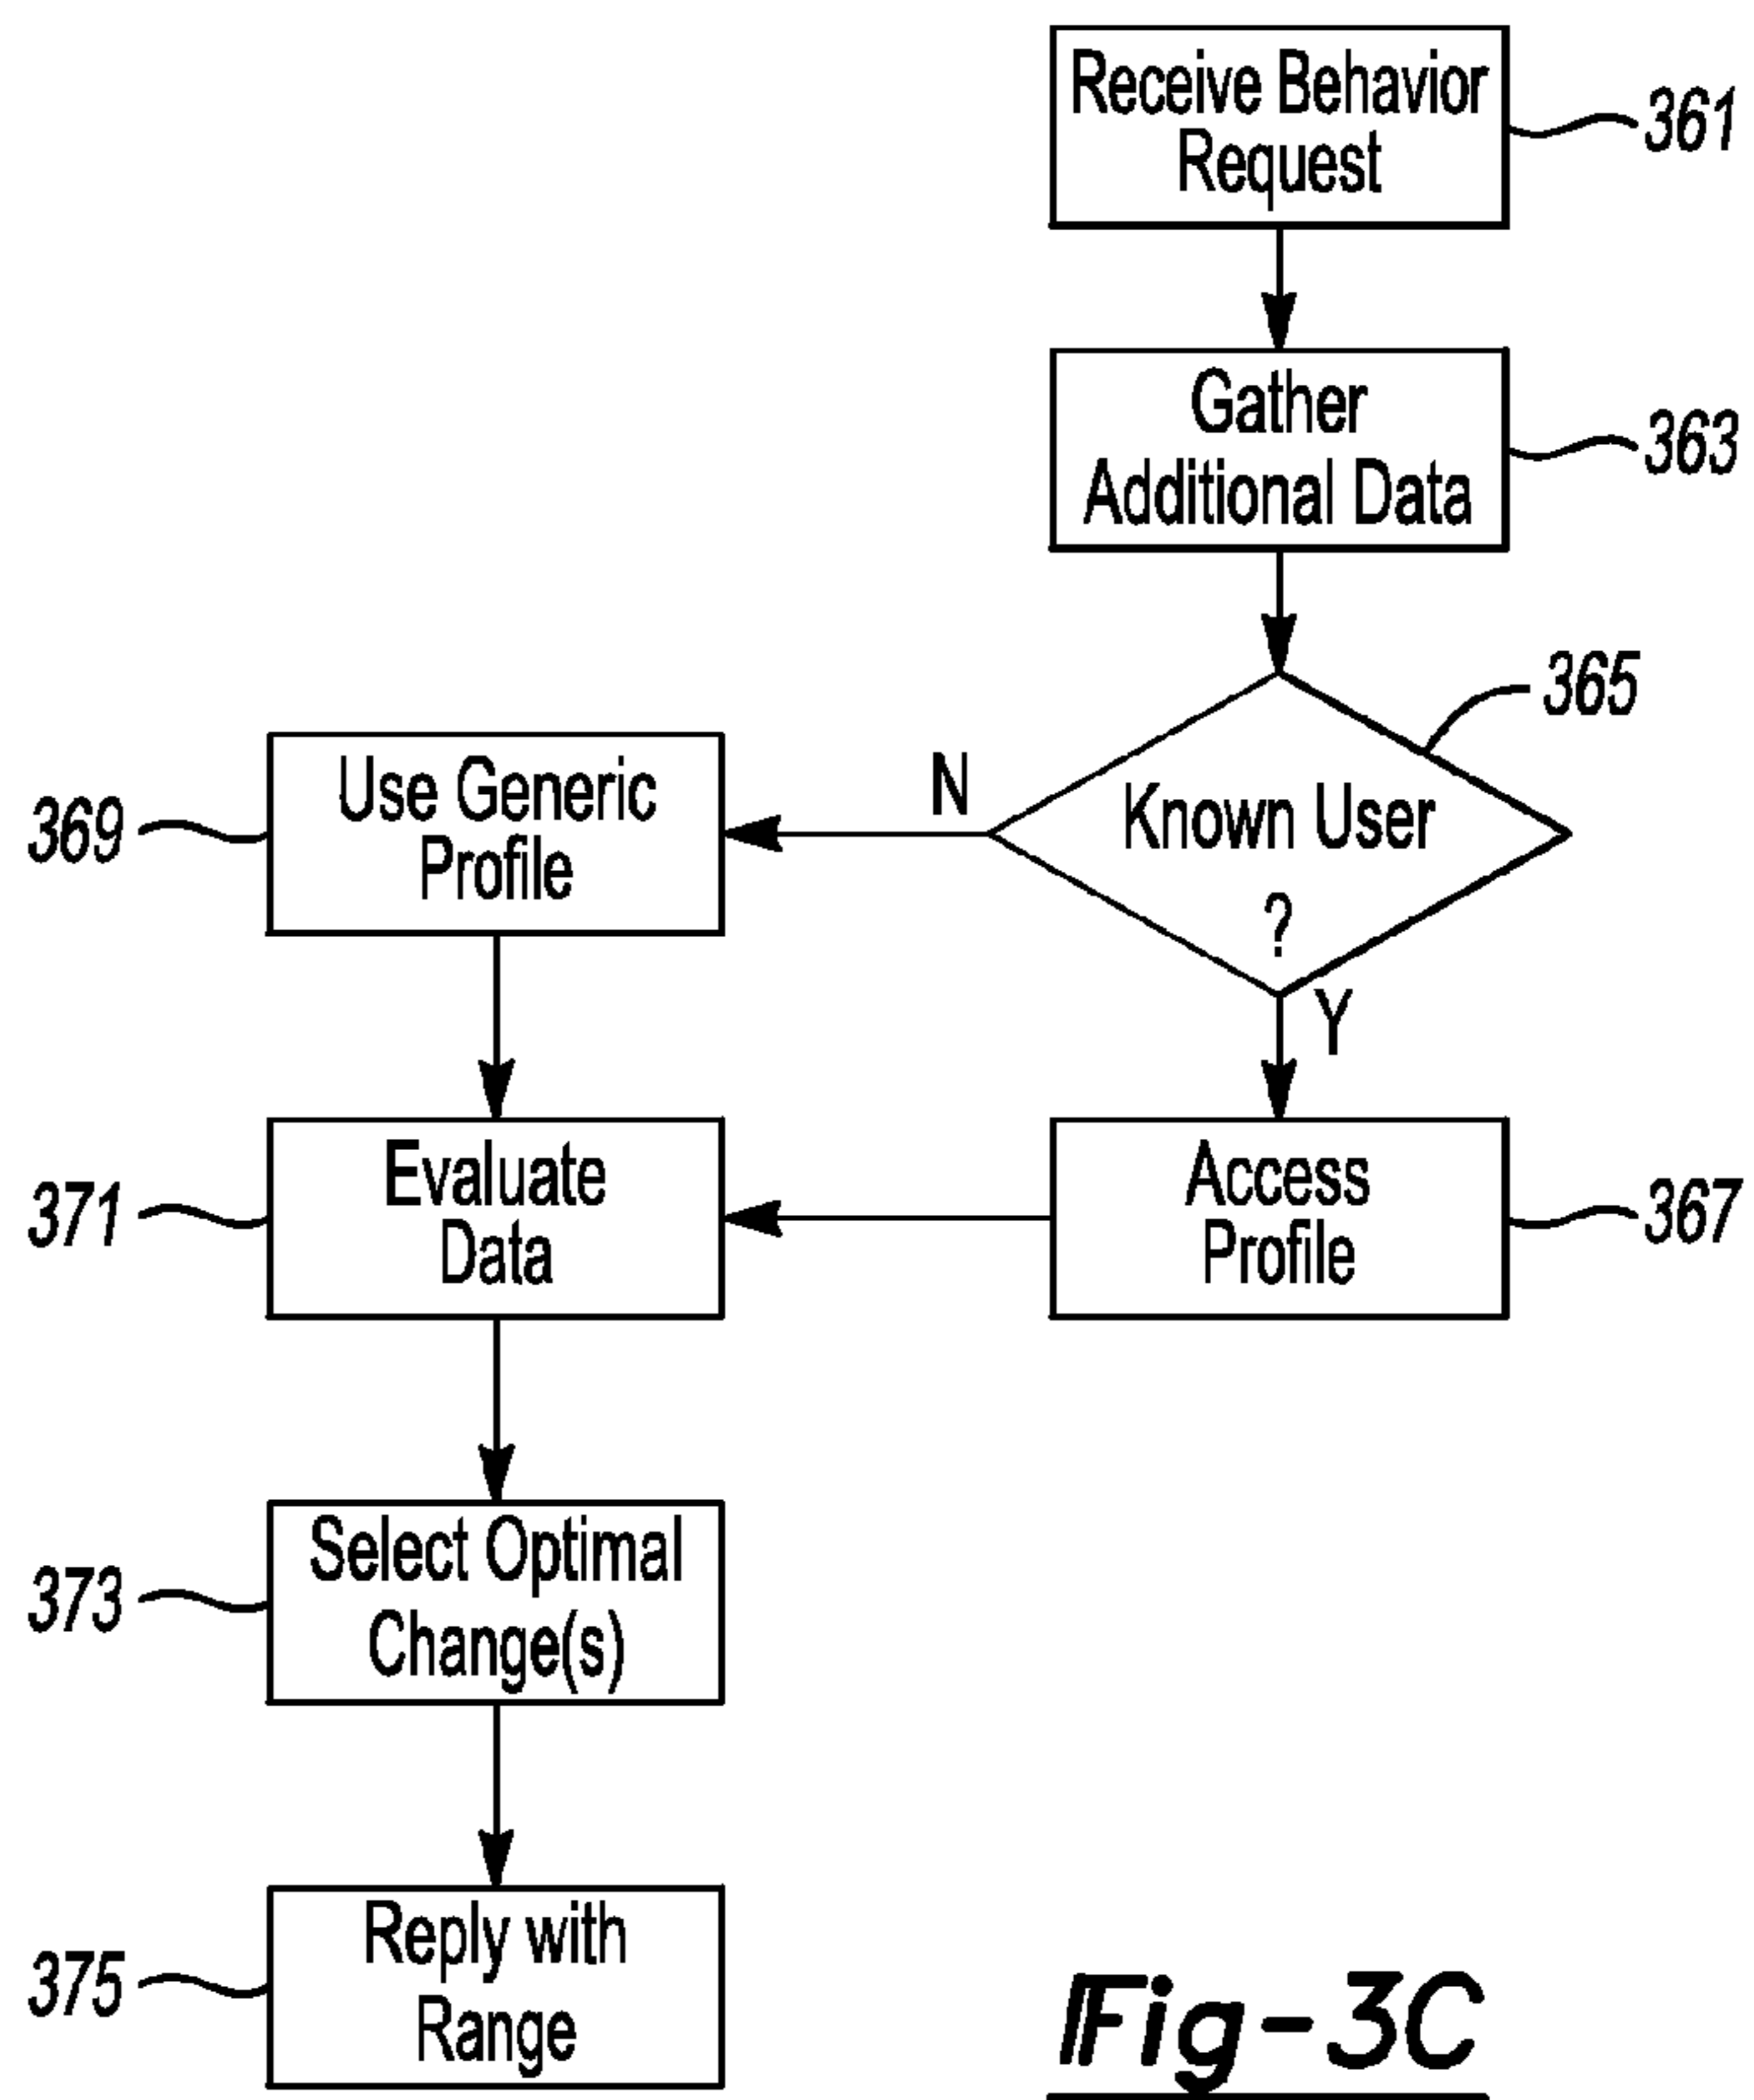 Receive Behavior
Request
361
Gather
Additional Data
363
365
Known User
?
N
Y
Use Generic
Profile
369
Access
Profile
367
Evaluate
Data
371
Select Optimal
Change(s)
373
Reply with
Range
375
Fig-3C